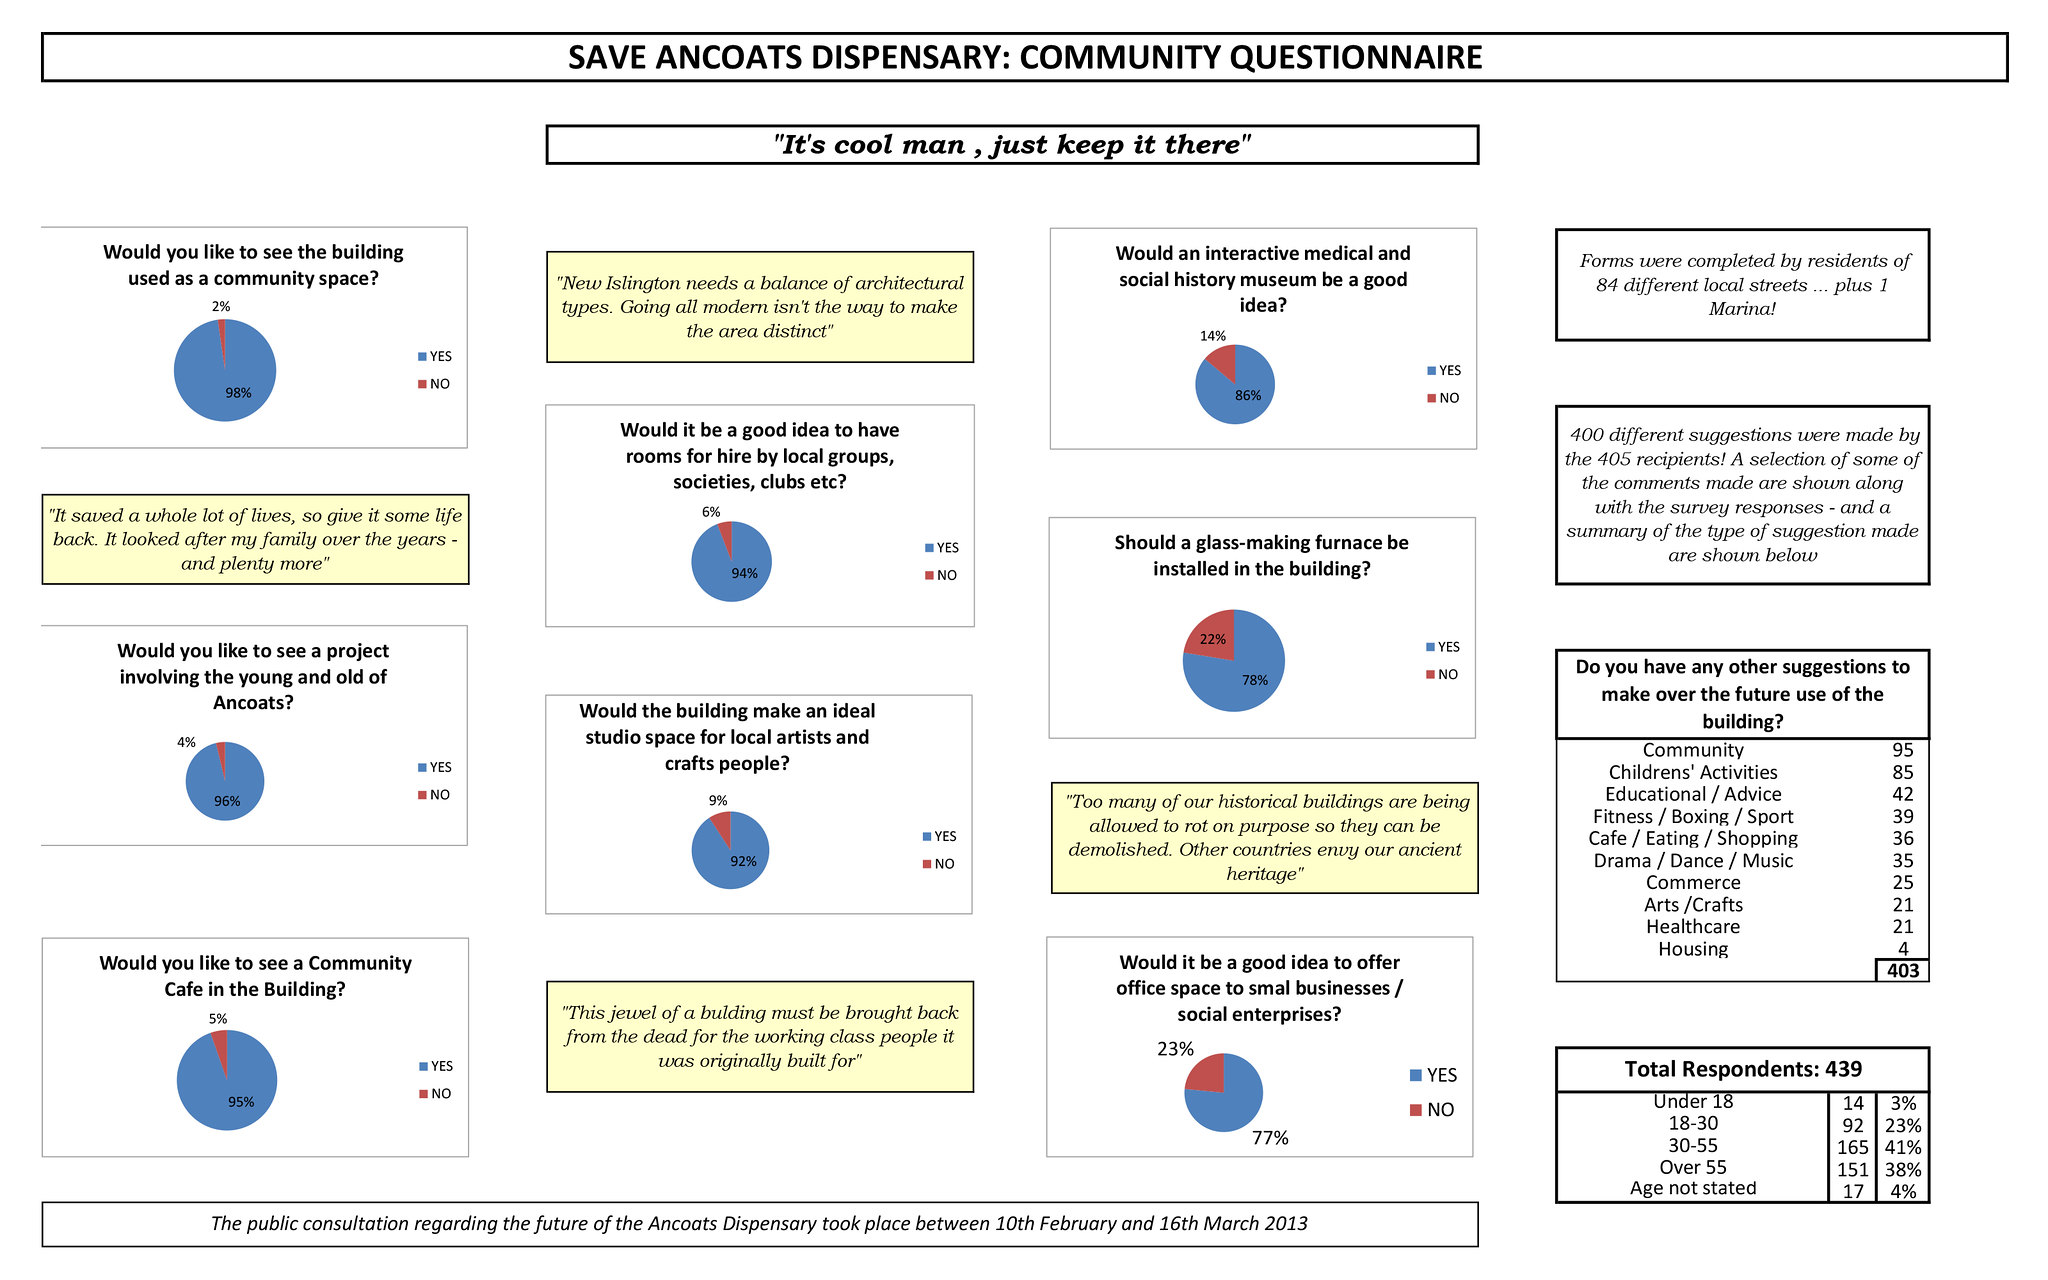 SAVE ANCOATS DISPENSARY: COMMUNITY QUESTIONNAIRE
"It's cool man , just keep it there"
Would you like to see the building
used as a community space?
2%
98%
YES
NO
"It saved a whole lot of lives, so give it some life
back. It looked after my family over the years -
and plenty more"
Would you like to see a project
involving the young and old of
Ancoats?
4%
96%
YES
NO
Would you like to see a Community
Cafe in the Building?
5%
95%
YES
NO
"New Islington needs a balance of architectural
types. Going all modern isn't the way to make
the area distinct"
Would it be a good idea to have
rooms for hire by local groups,
societies, clubs etc?
6%
94%
YES
NO
Would the building make an ideal
studio space for local artists and
crafts people?
9%
92%
YES
NO
"This jewel of a bulding must be brought back
from the dead for the working class people it
was originally built for"
Would an interactive medical and
social history museum be a good
idea?
14%
86%
YES
NO
Should a glass-making furnace be
installed in the building?
22%
78%
YES
NO
"Too many of our historical buildings are being
allowed to rot on purpose so they can be
demolished. Other countries envy our ancient
heritage"
Would it be a good idea to offer
office space to smal businesses /
social enterprises?
23%
77%
YES
NO
Forms were completed by residents of
84 different local streets ... plus 1
Marina!
400 different suggestions were made by
the 405 recipients! A selection of some of
the comments made are shown along
with the survey responses - and a
summary of the type of suggestion made
are shown below
Do you have any other suggestions to
make over the future use of the
building?
Community 95
Childrens' Activities 85
Educational / Advice 42
Fitness / Boxing / Sport 39
Cafe / Eating / Shopping 36
Drama / Dance / Music 35
Commerce 25
Arts /Crafts 21
Healthcare 21
Housing 4
403
Total Respondents: 439
Under 18 14 3%
18-30 92 23%
30-55 165 41%
Over 55 151 38%
Age not stated 17 4%
The public consultation regarding the future of the Ancoats Dispensary took place between 10th February and 16th March 2013